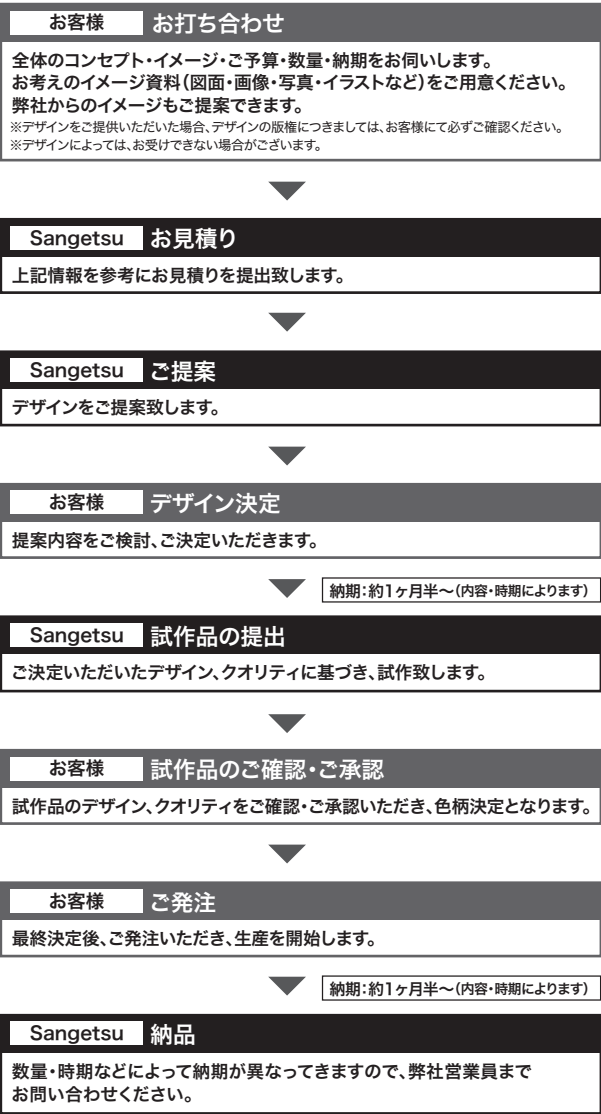 お客様 お打ち合わせ
全体のコンセプト・イメージ・ご予算・数量・納期をお伺いします。
お考えのイメージ資料（図面・画像・写真・イラストなど）をご用意ください。
弊社からのイメージもご提案できます。
※デザインをご提供いただいた場合、デザインの版権につきましては、お客様にて必ずご確認ください。
※デザインによっては、お受けできない場合がございます。
Sangetsu お見積り
上記情報を参考にお見積りを提出致します。
Sangetsu ご提案
デザインをご提案致します。
お客様 デザイン決定
提案内容をご検討、ご決定いただきます。
納期：約1ヶ月半～（内容・時期によります）
Sangetsu 試作品の提出
ご決定いただいたデザイン、クオリティに基づき、試作致します。
お客様 試作品のご確認・ご承認
試作品のデザイン、クオリティをご確認・ご承認いただき、色柄決定となります。
お客様 ご発注
最終決定後、ご発注いただき、生産を開始します。
納期：約1ヶ月半～（内容・時期によります）
Sangetsu 納品
数量・時期などによって納期が異なってきますので、弊社営業員まで
お問い合わせください。